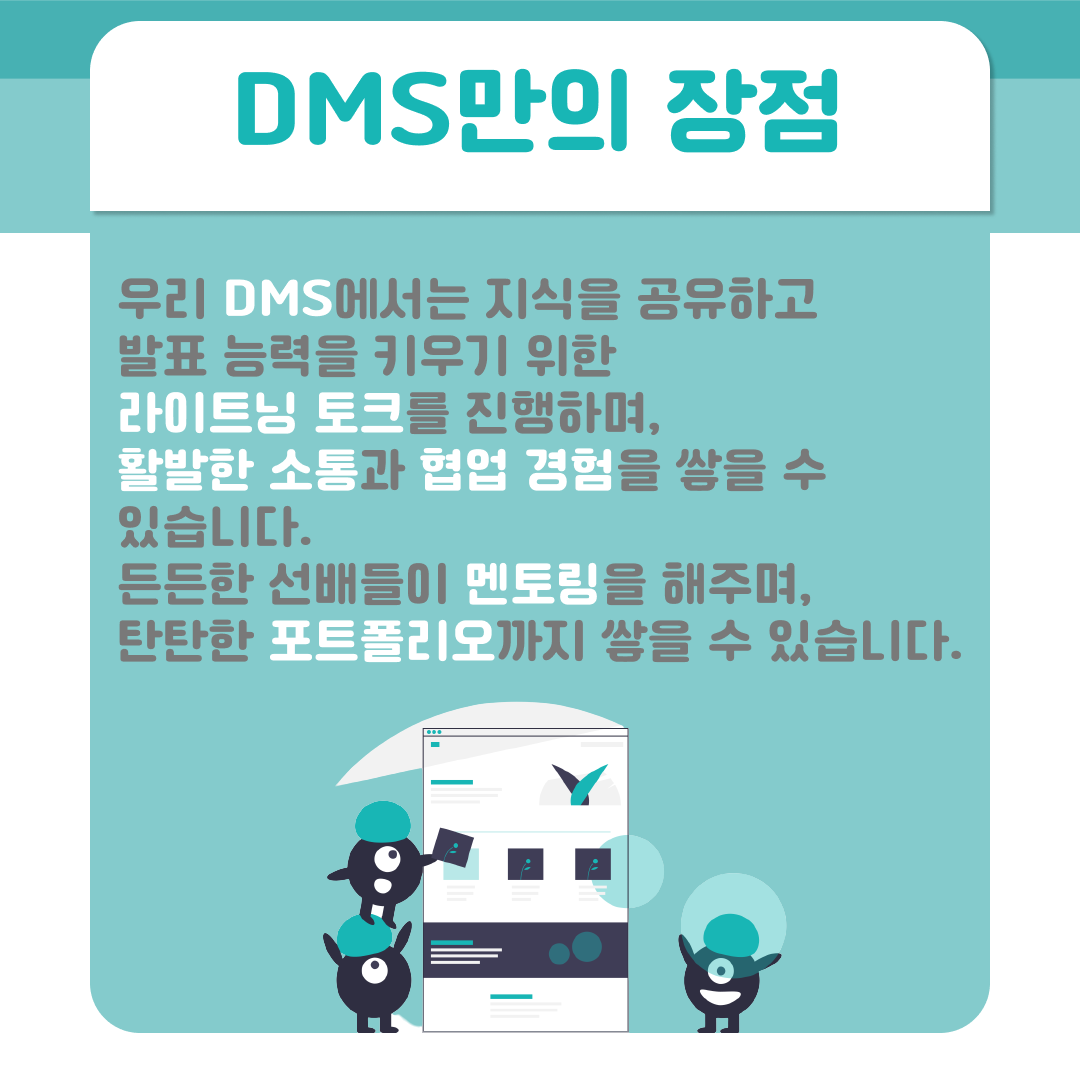 DMS만의 장점
우리 DMS에서는 지식을 공유하고
발표 능력을 키우기 위한
라이트닝 토크를 진행하며,
활발한 소통과 협업 경험을 쌓을 수
있습니다.
든든한 선배들이 멘토링을 해주며,
탄탄한 포트폴리오까지 쌓을 수 있습니다.